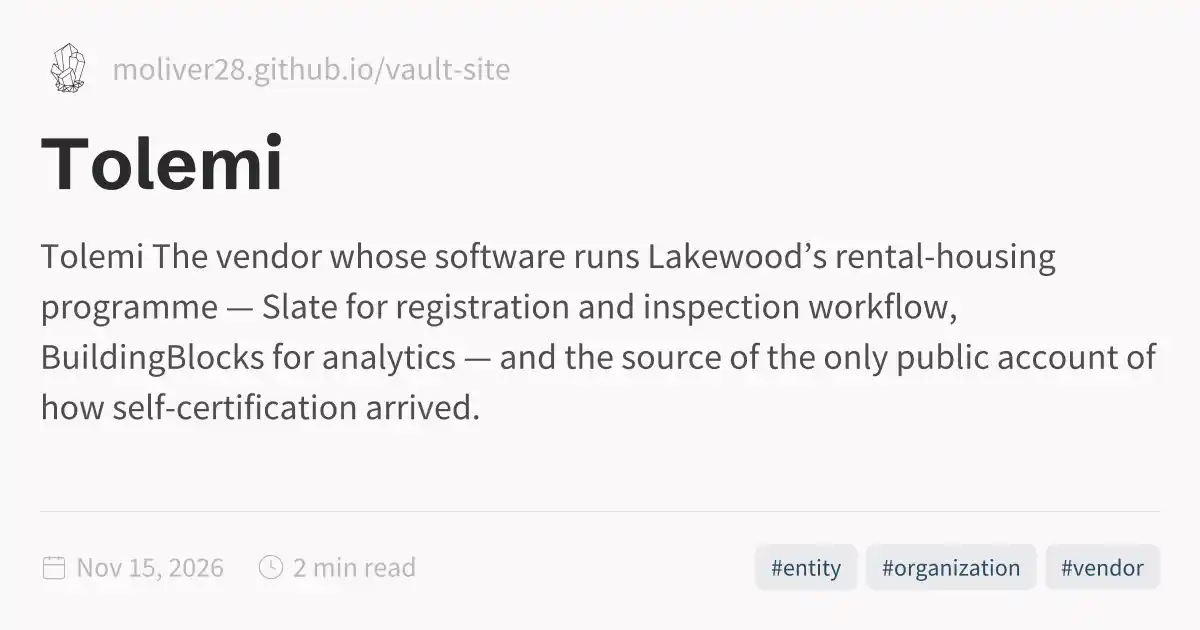 moliver28.github.io/vault-site
Tolemi
Tolemi The vendor whose software runs Lakewood’s rental-housing
programme — Slate for registration and inspection workflow,
BuildingBlocks for analytics — and the source of the only public account of
how self-certification arrived.
Nov 15, 2026 2 min read #entity #organization #vendor